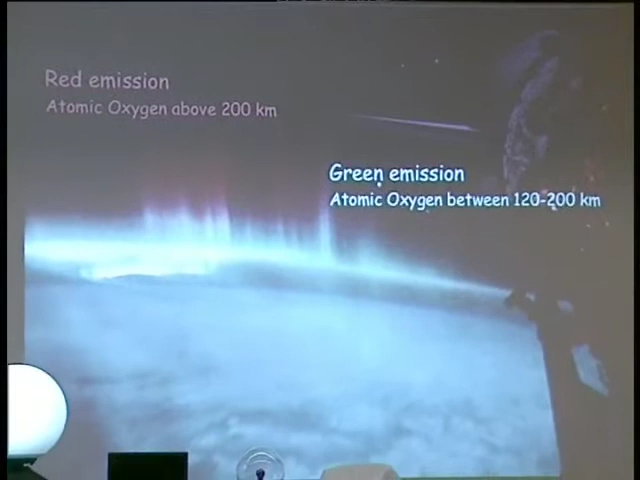 Red emission
Atomic Oxygen above 200 km
Green emission
Atomic Oxygen between 120-200 km